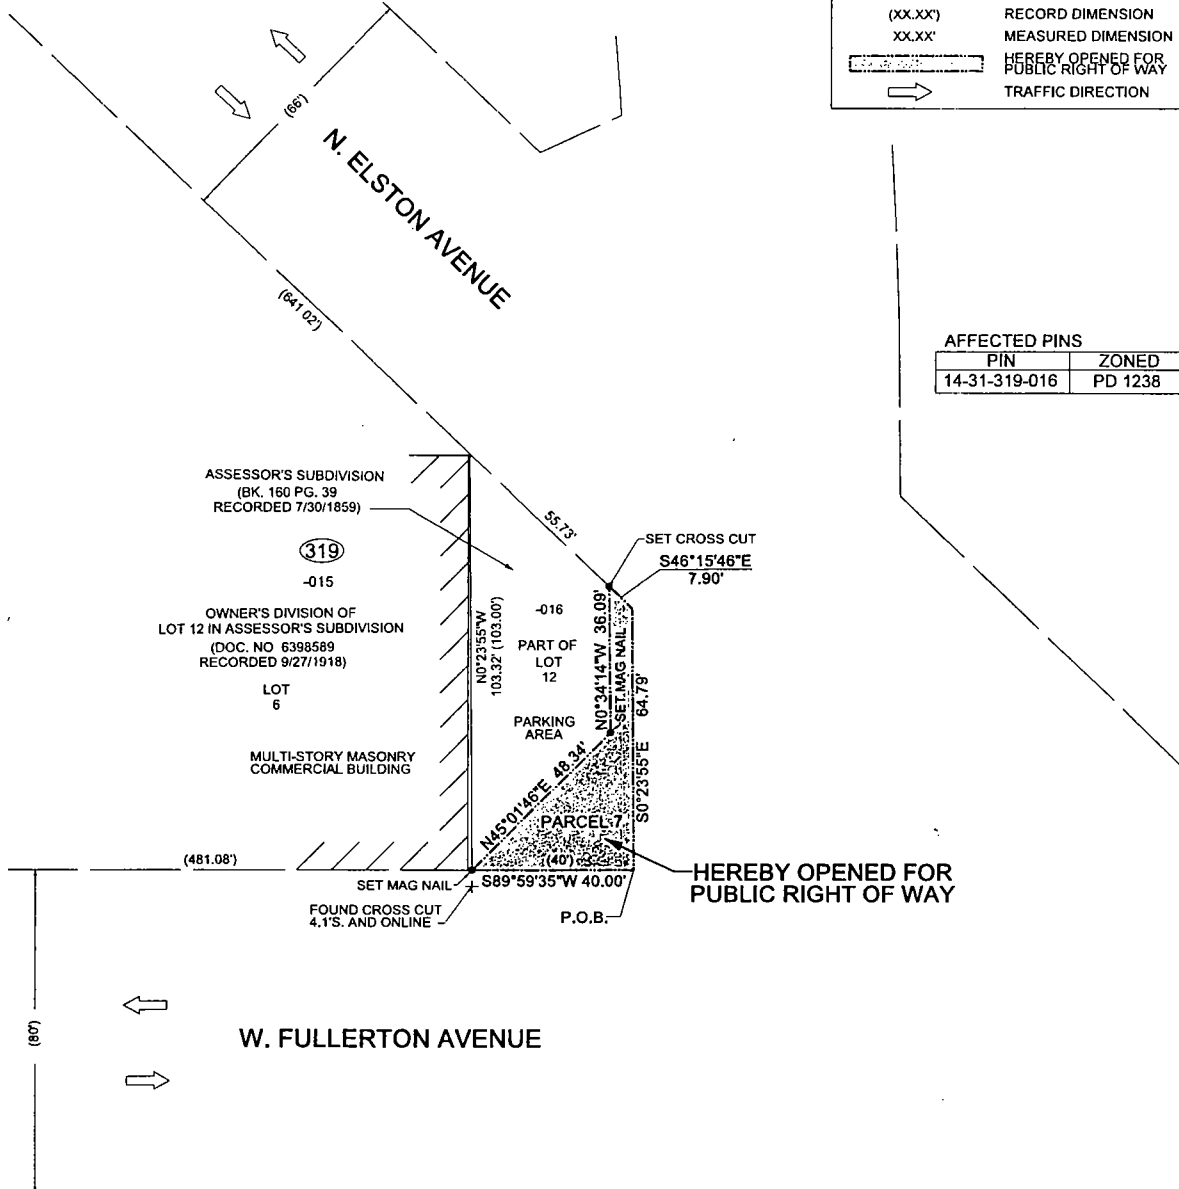 (XX.XX') RECORD DIMENSION
XX.XX' MEASURED DIMENSION
HEREBY OPENED FOR
PUBLIC RIGHT OF WAY
TRAFFIC DIRECTION
(66')
N. ELSTON AVENUE
(641 02')
AFFECTED PINS
PIN ZONED
14-31-319-016 PD 1238
ASSESSOR'S SUBDIVISION
(BK. 160 PG. 39
RECORDED 7/30/1859)
319
-015
OWNER'S DIVISION OF
LOT 12 IN ASSESSOR'S SUBDIVISION
(DOC. NO 6398589
RECORDED 9/27/1918)
LOT
6
MULTI-STORY MASONRY
COMMERCIAL BUILDING
55.73'
SET CROSS CUT
S46°15'46"E
7.90'
N0°23'55"W
103.32' (103.00')
-016
PART OF
LOT
12
PARKING
AREA
N0°34'14"W 36.09'
SET MAG NAIL
S0°23'55"E 64.79'
N45°01'46"E 48.34'
PARCEL 7
(40')
S89°59'35"W 40.00'
(481.08')
SET MAG NAIL
FOUND CROSS CUT
4.1'S. AND ONLINE
P.O.B.
HEREBY OPENED FOR
PUBLIC RIGHT OF WAY
(80')
W. FULLERTON AVENUE